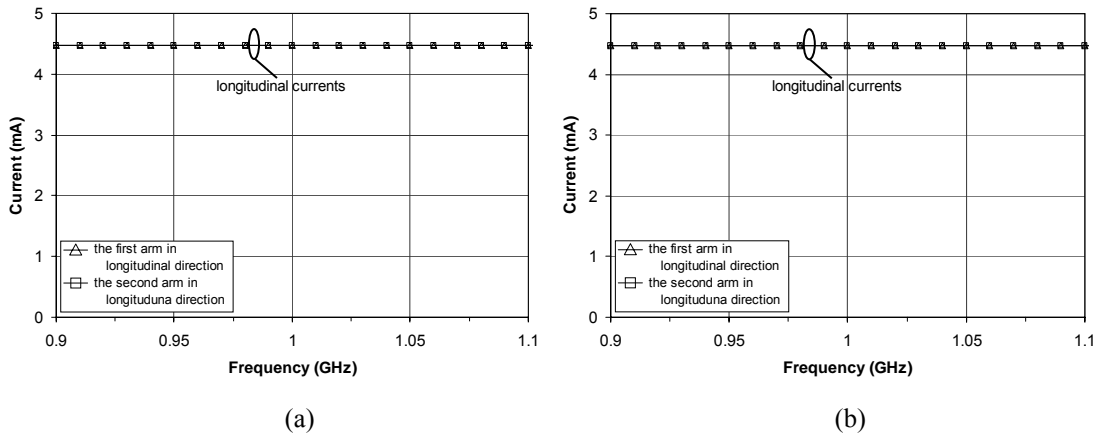 5
4
3
2
1
0
Current (mA)
longitudinal currents
the first arm in
longitudinal direction
the second arm in
longituduna direction
0.9
0.95
1
1.05
1.1
Frequency (GHz)
(a)
5
4
3
2
1
0
Current (mA)
longitudinal currents
the first arm in
longitudinal direction
the second arm in
longituduna direction
0.9
0.95
1
1.05
1.1
Frequency (GHz)
(b)